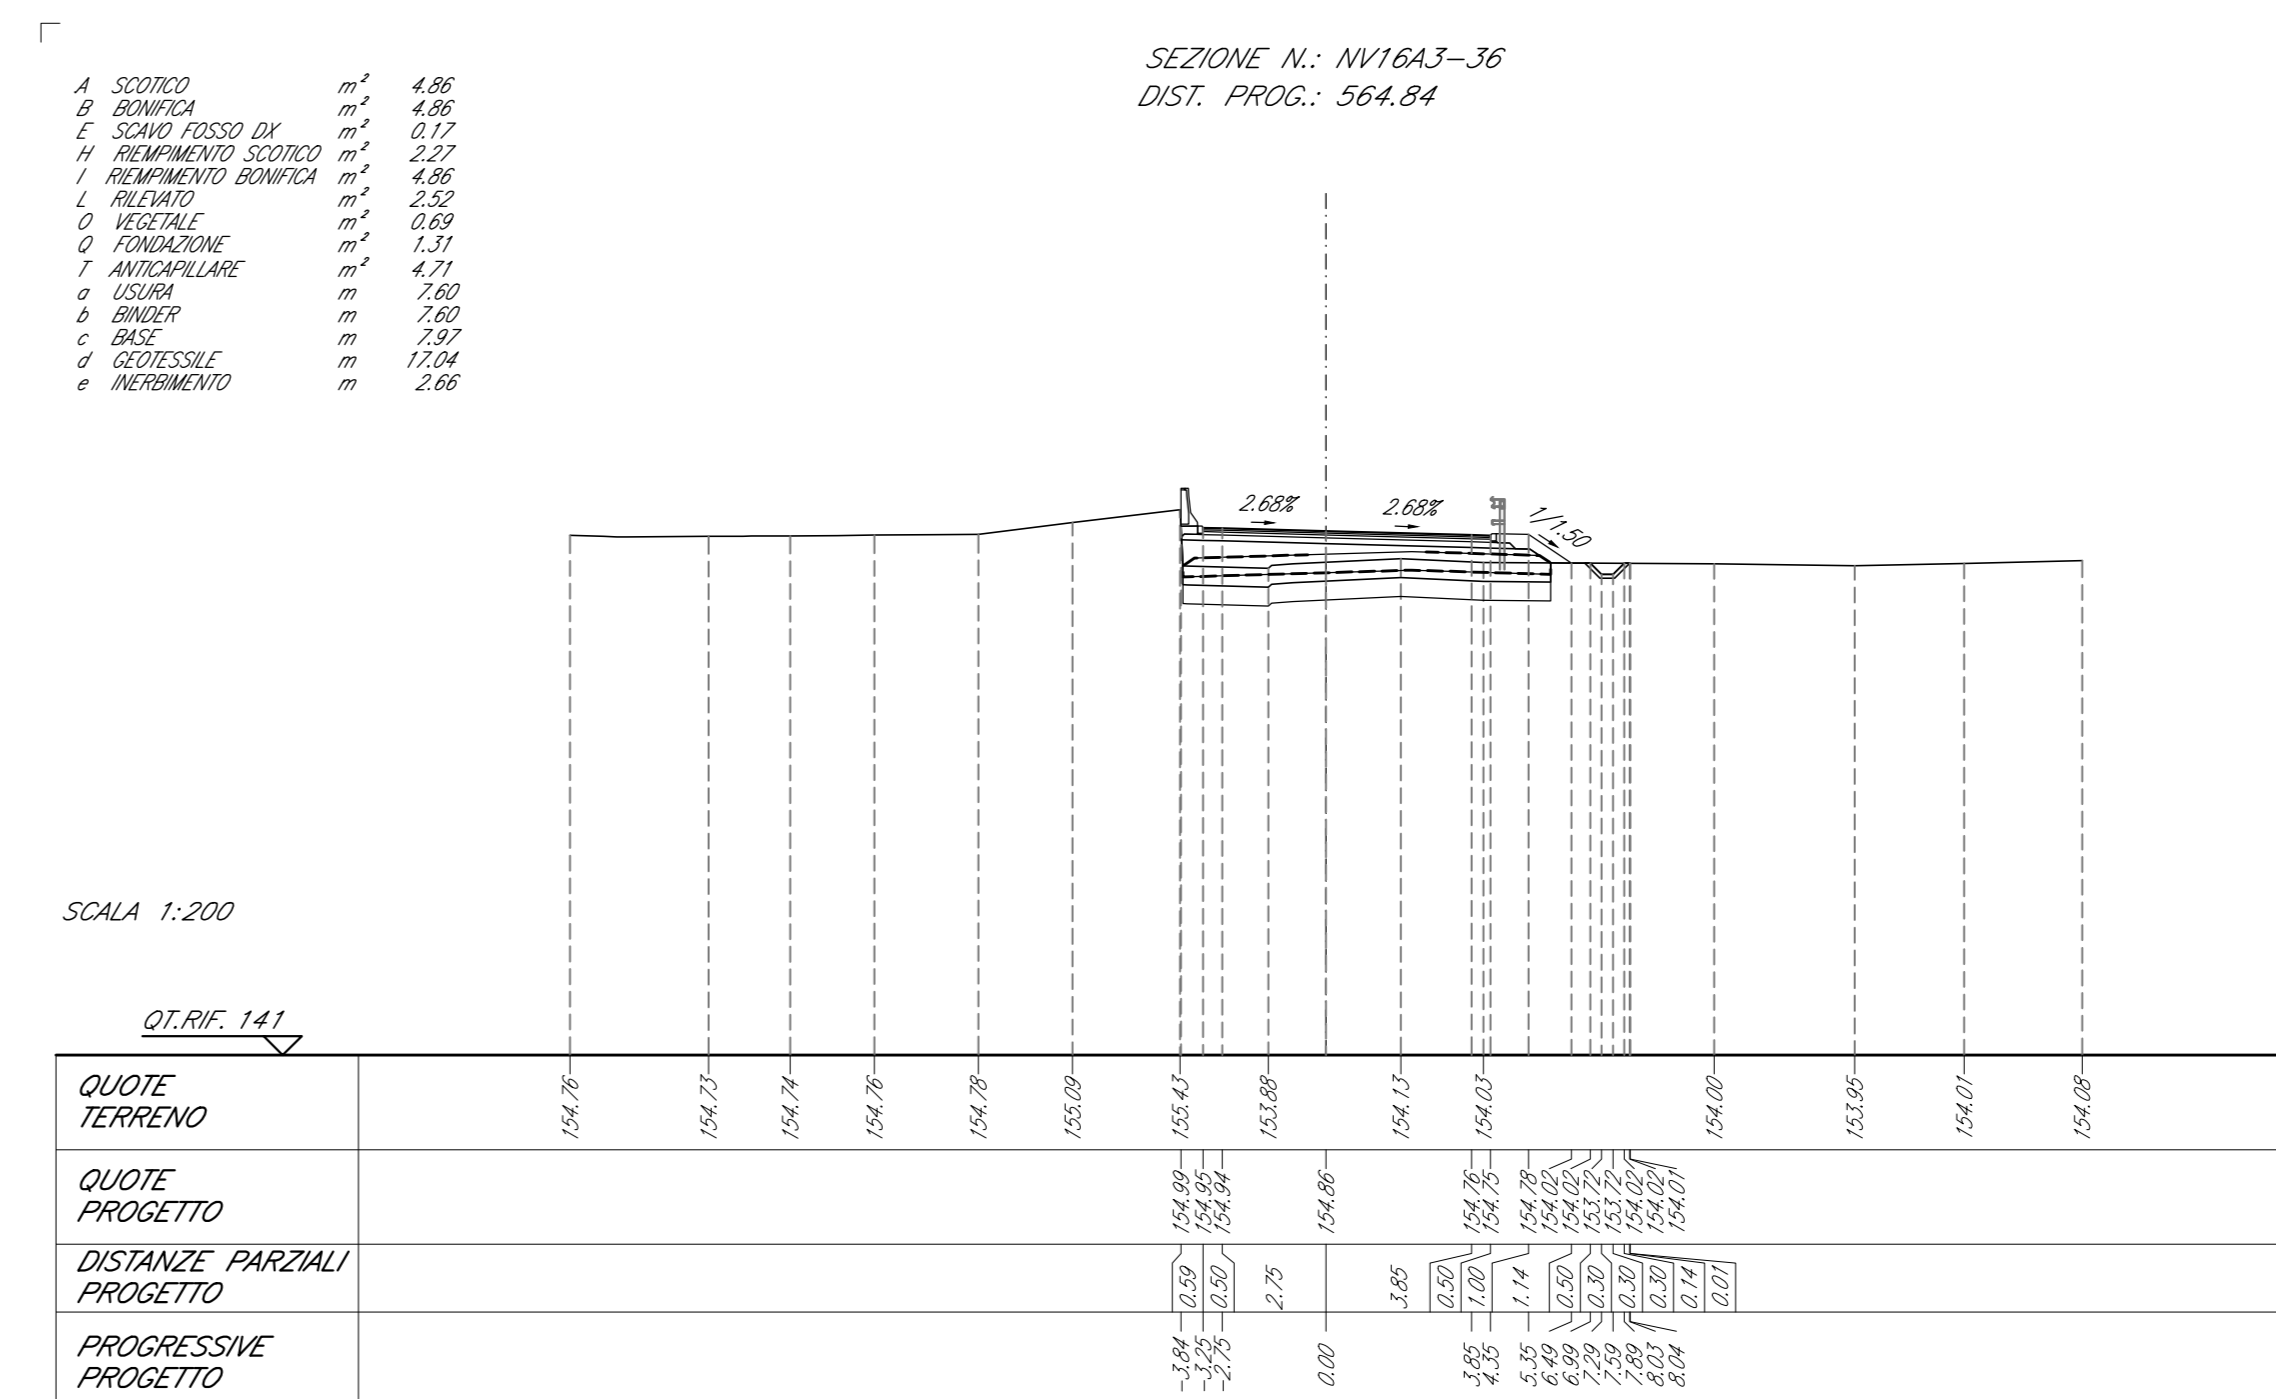 SEZIONE N.: NV16A3-36
DIST. PROG.: 564.84
A SCOTICO m² 4.86
B BONIFICA m² 4.86
E SCAVO FOSSO DX m² 0.17
H RIEMPIMENTO SCOTICO m² 2.27
I RIEMPIMENTO BONIFICA m² 4.86
L RILEVATO m² 2.52
O VEGETALE m² 0.69
Q FONDAZIONE m² 1.31
T ANTICAPILLARE m² 4.71
a USURA m 7.60
b BINDER m 7.60
c BASE m 7.97
d GEOTESSILE m 17.04
e INERBIMENTO m 2.66
2.68% 2.68% 1/1.50
SCALA 1:200
QT.RIF. 141
QUOTE
TERRENO
154.76 154.73 154.74 154.76 154.78 155.09 155.43 153.88 154.13 154.03 154.00 153.95 154.01 154.08
QUOTE
PROGETTO
154.99 154.95 154.94 154.86 154.76 154.75 154.78 154.02 154.02 153.72 153.72 154.02 154.02 154.01
DISTANZE PARZIALI
PROGETTO
0.59 0.50 2.75 3.85 0.50 1.00 1.14 0.50 0.30 0.30 0.30 0.14 0.01
PROGRESSIVE
PROGETTO
-3.84 -3.25 -2.75 0.00 3.85 4.35 5.35 6.49 6.99 7.29 7.59 7.89 8.03 8.04